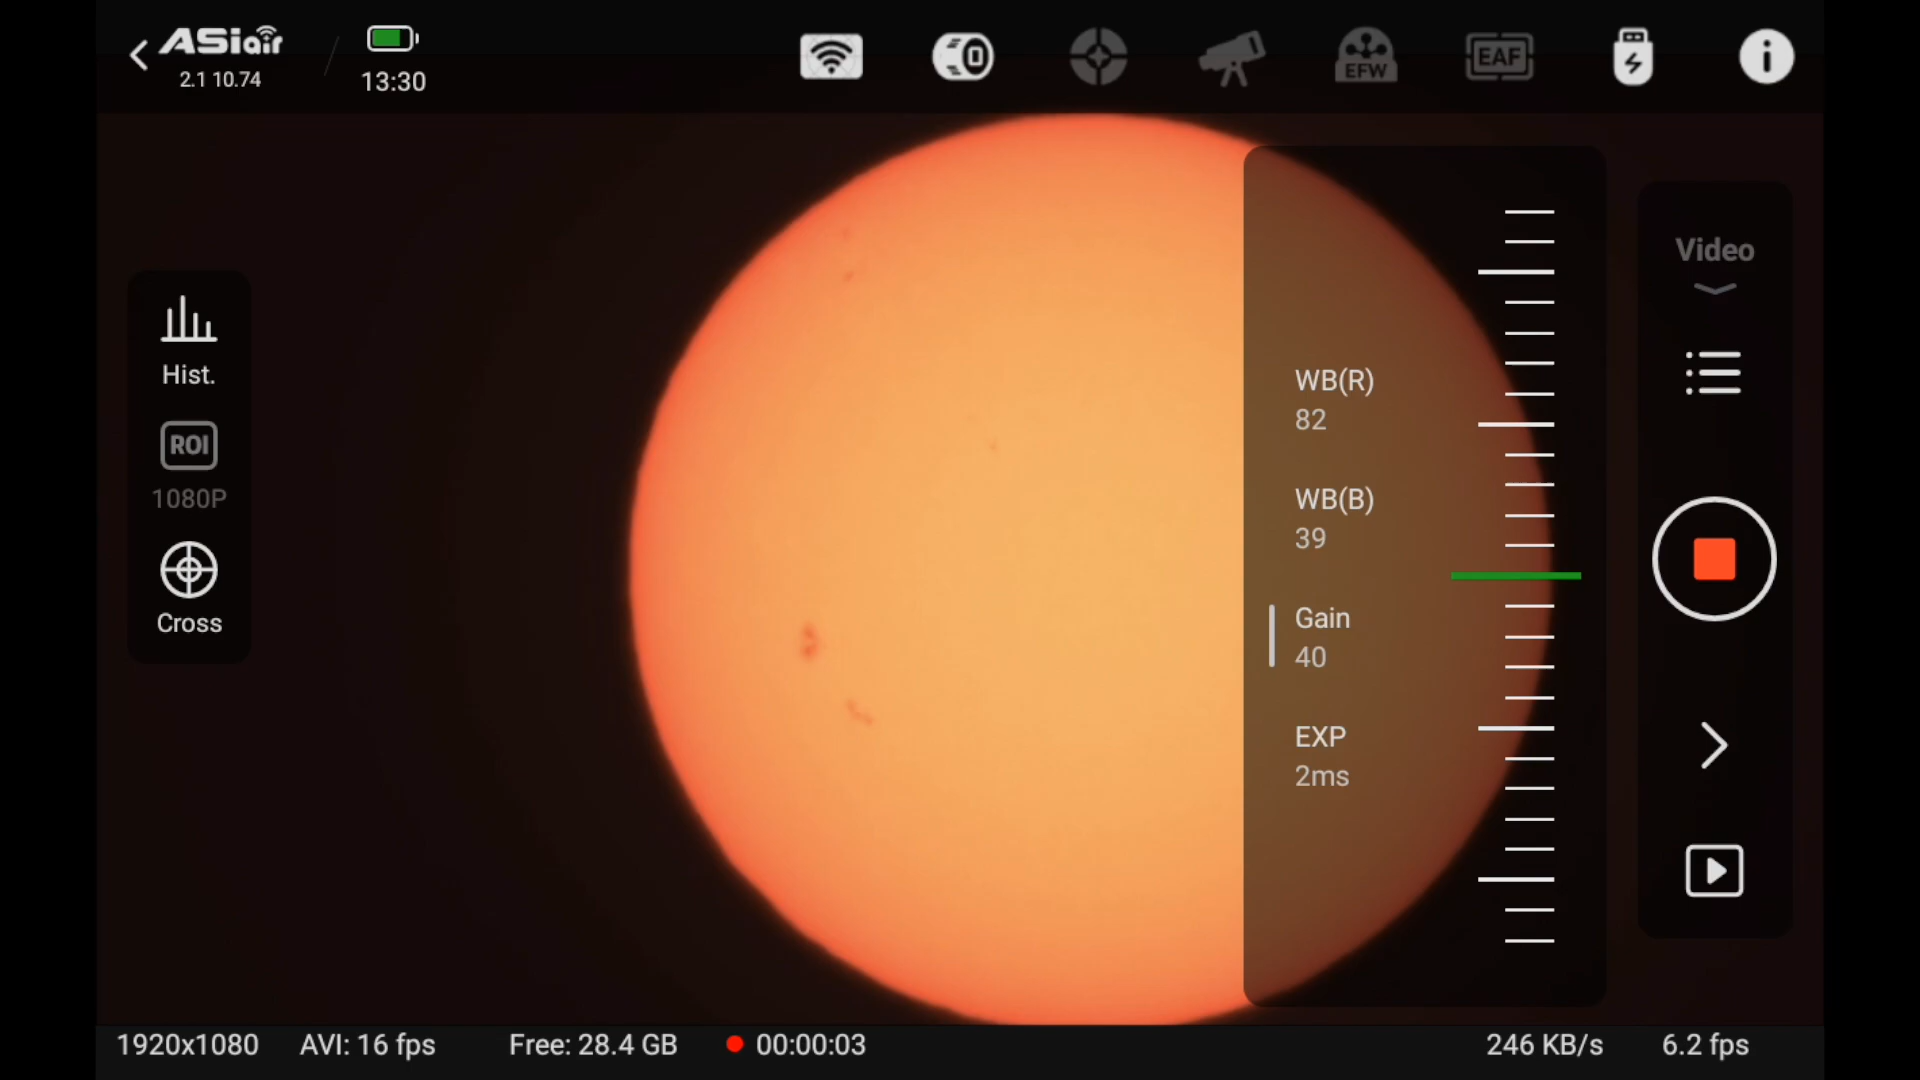 ASiair
2.1 10.74
13:30
EFW
EAF
Hist.
ROI
1080P
Cross
WB(R)
82
WB(B)
39
Gain
40
EXP
2ms
Video
1920x1080
AVI: 16 fps
Free: 28.4 GB
00:00:03
246 KB/s
6.2 fps